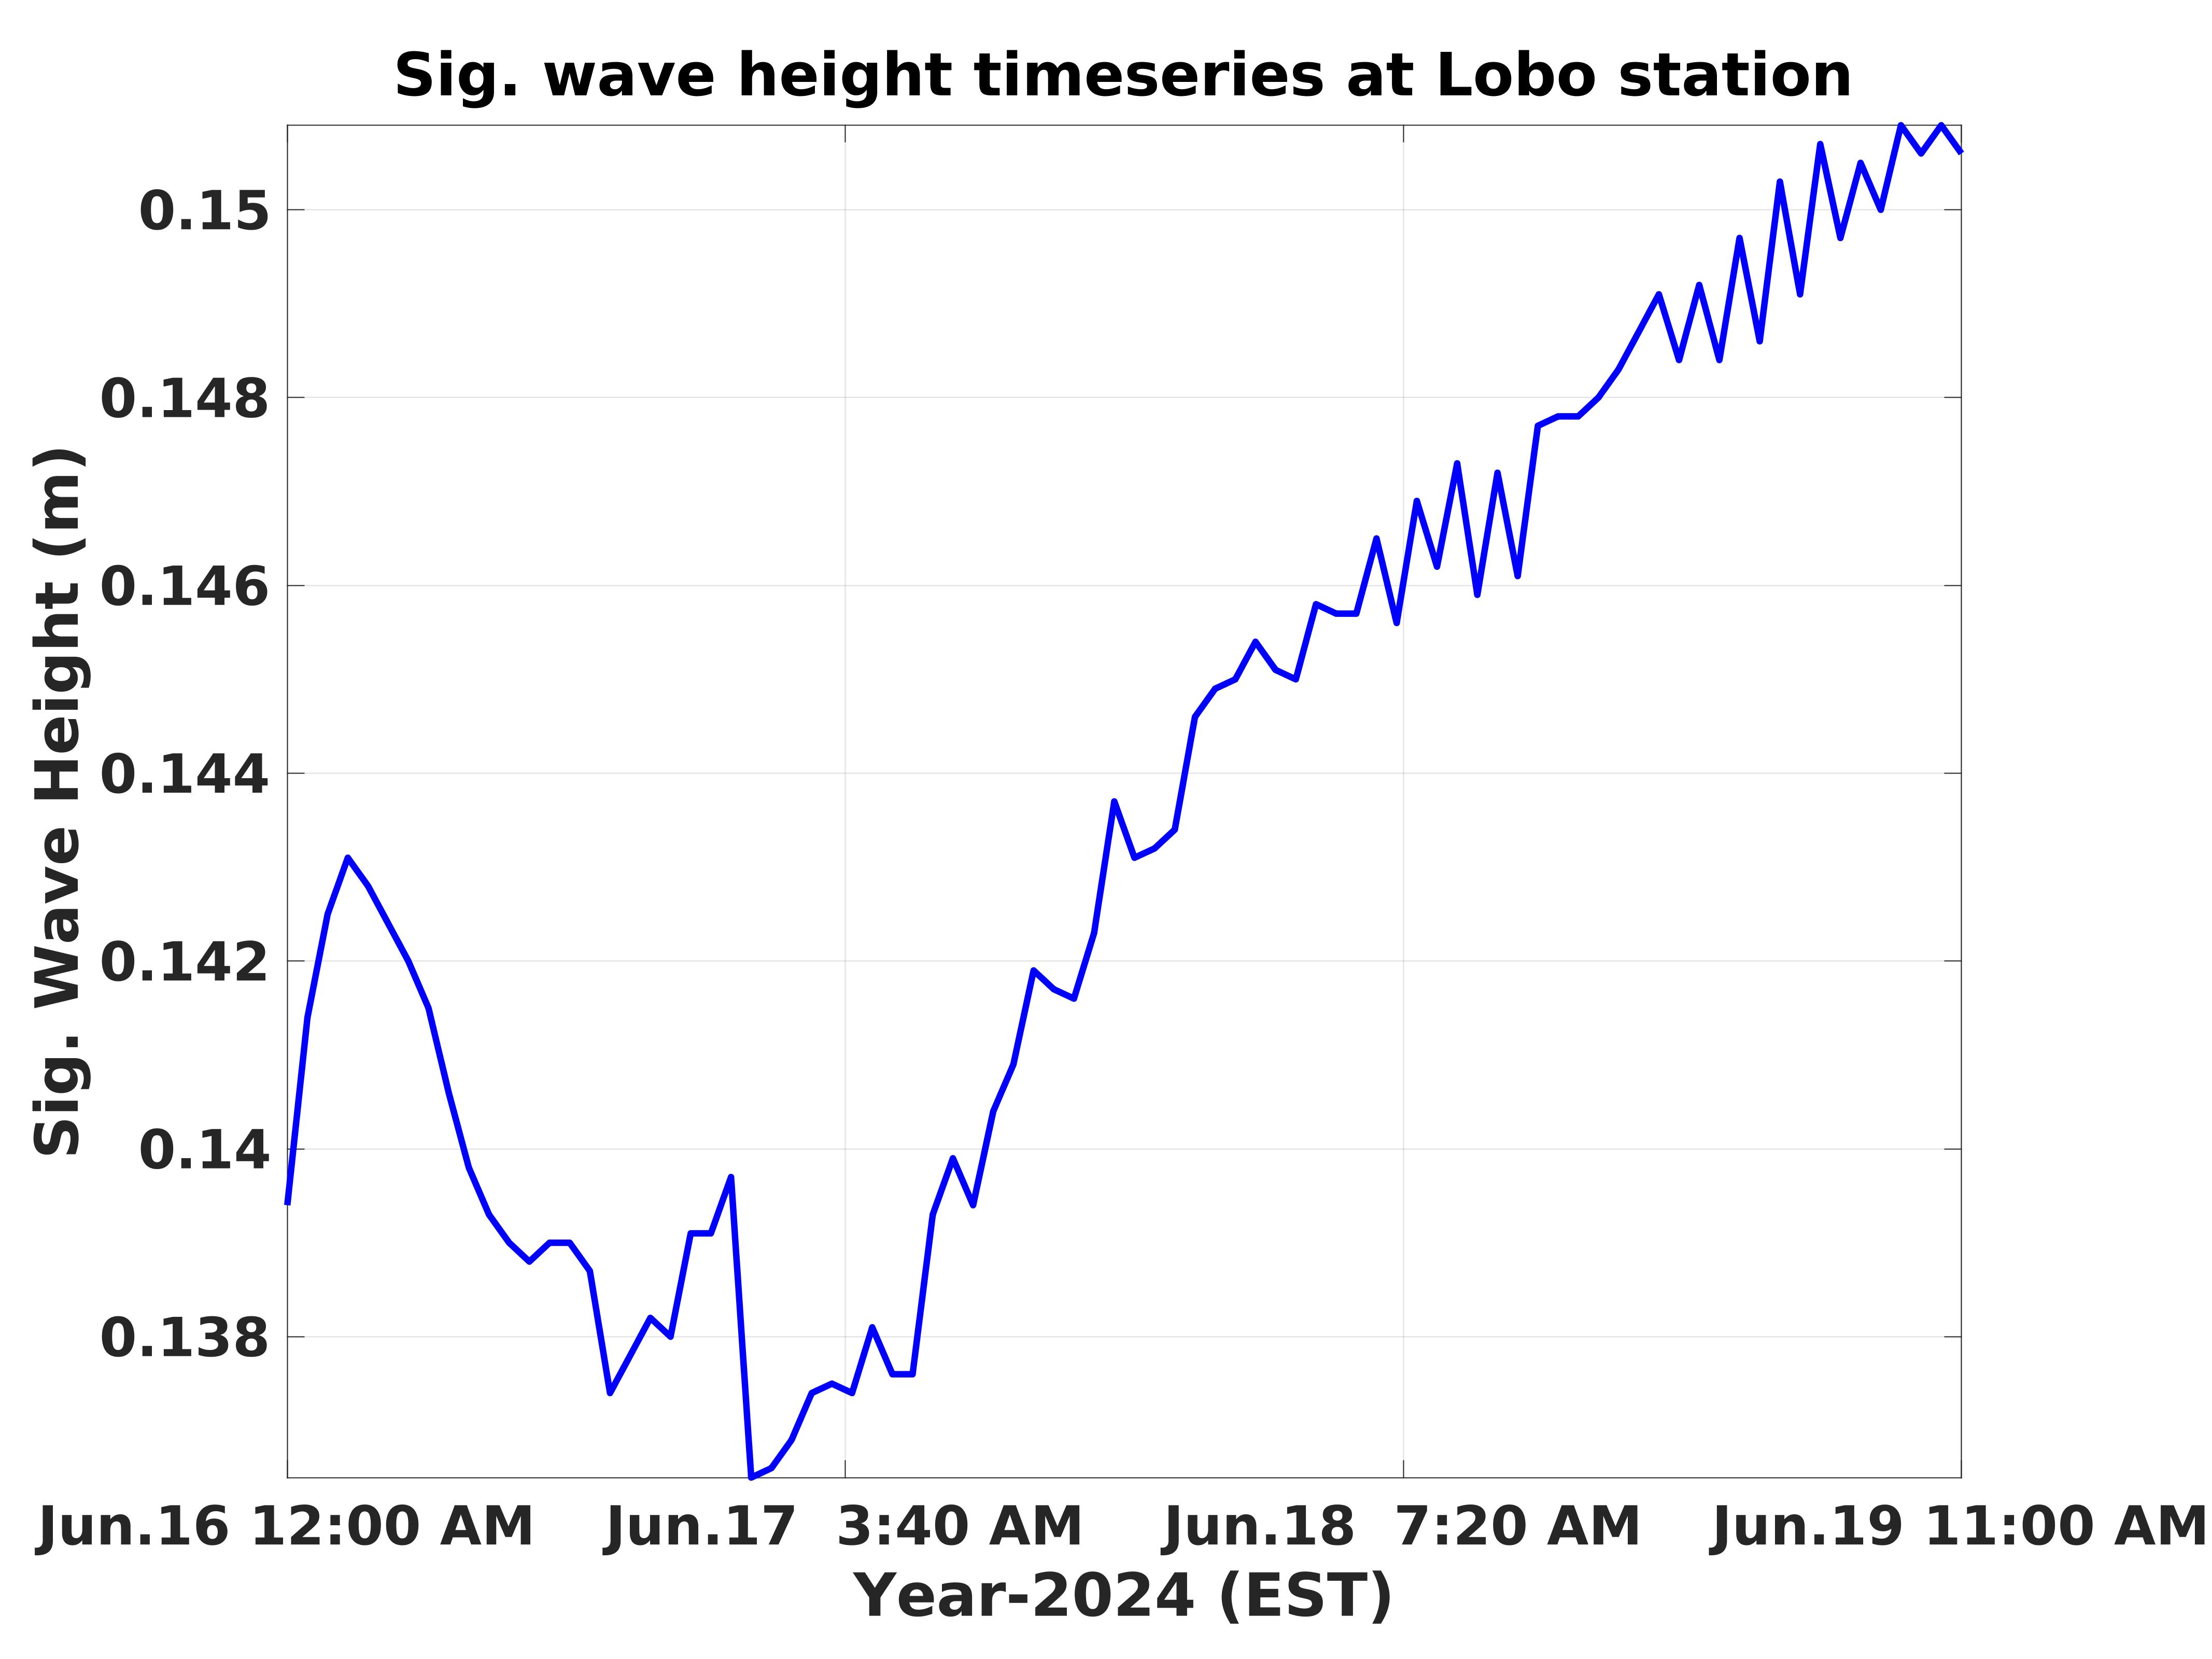 Sig. wave height timeseries at Lobo station
Sig. Wave Height (m)
0.15
0.148
0.146
0.144
0.142
0.14
0.138
Jun.16 12:00 AM Jun.17 3:40 AM Jun.18 7:20 AM Jun.19 11:00 AM
Year-2024 (EST)